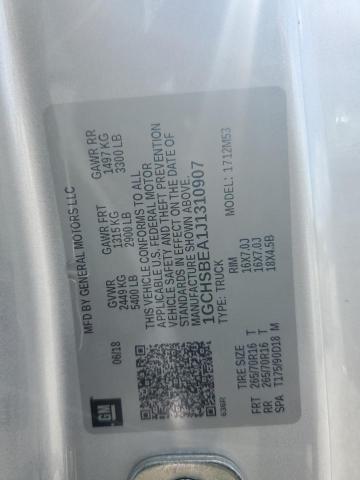 MFD BY GENERAL MOTORS LLC
06/18
GVWR
2449 KG
5400 LB
GAWR FRT
1315 KG
2900 LB
GAWR RR
1497 KG
3300 LB
THIS VEHICLE CONFORMS TO ALL
APPLICABLE U.S. FEDERAL MOTOR
VEHICLE SAFETY AND THEFT PREVENTION
STANDARDS IN EFFECT ON THE DATE OF
MANUFACTURE SHOWN ABOVE.
1GCHSBEA1J1310907
TYPE: TRUCK
1712M53
GM
636R
TIRE SIZE
RIM
FRT 265/70R16 T 16X7.0J
RR 265/70R16 T 16X7.0J
SPA T175/90D18 M 18X4.5B